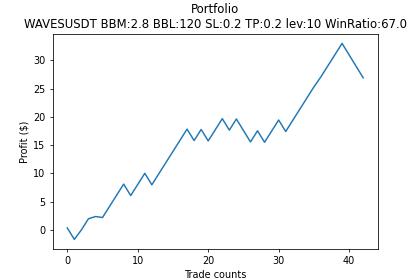 Portfolio
WAVESUSDT BBM:2.8 BBL:120 SL:0.2 TP:0.2 lev:10 WinRatio:67.0
30
25
20
15
10
5
0
Profit ($)
0 10 20 30 40
Trade counts